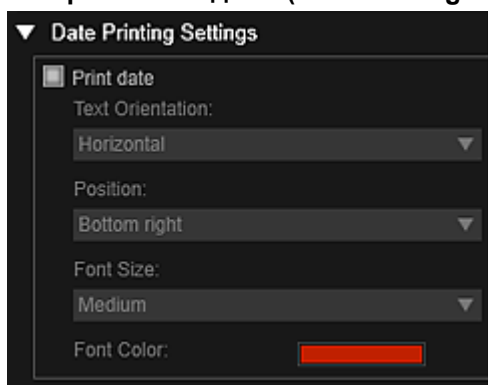 Date Printing Settings
Print date
Text Orientation:
Horizontal
Position:
Bottom right
Font Size:
Medium
Font Color: